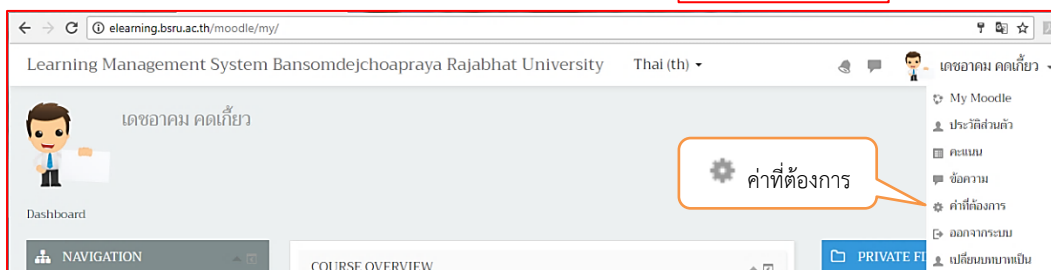 elearning.bsru.ac.th/moodle/my/
Learning Management System Bansomdejchoapraya Rajabhat University
Thai (th)
เดชอาคม คดเกี้ยว
My Moodle
เดชอาคม คดเกี้ยว
ประวัติส่วนตัว
คะแนน
ข้อความ
ค่าที่ต้องการ
ค่าที่ต้องการ
Dashboard
ออกจากระบบ
NAVIGATION
COURSE OVERVIEW
PRIVATE
เปลี่ยนบทบาทเป็น